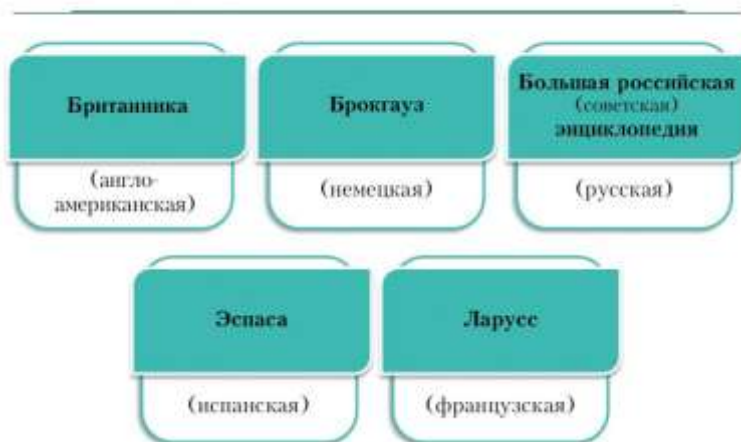 Британника
(англо-
американская)
Брокгауз
(немецкая)
Большая российская
(советская)
энциклопедия
(русская)
Эспаса
(испанская)
Ларусс
(французская)